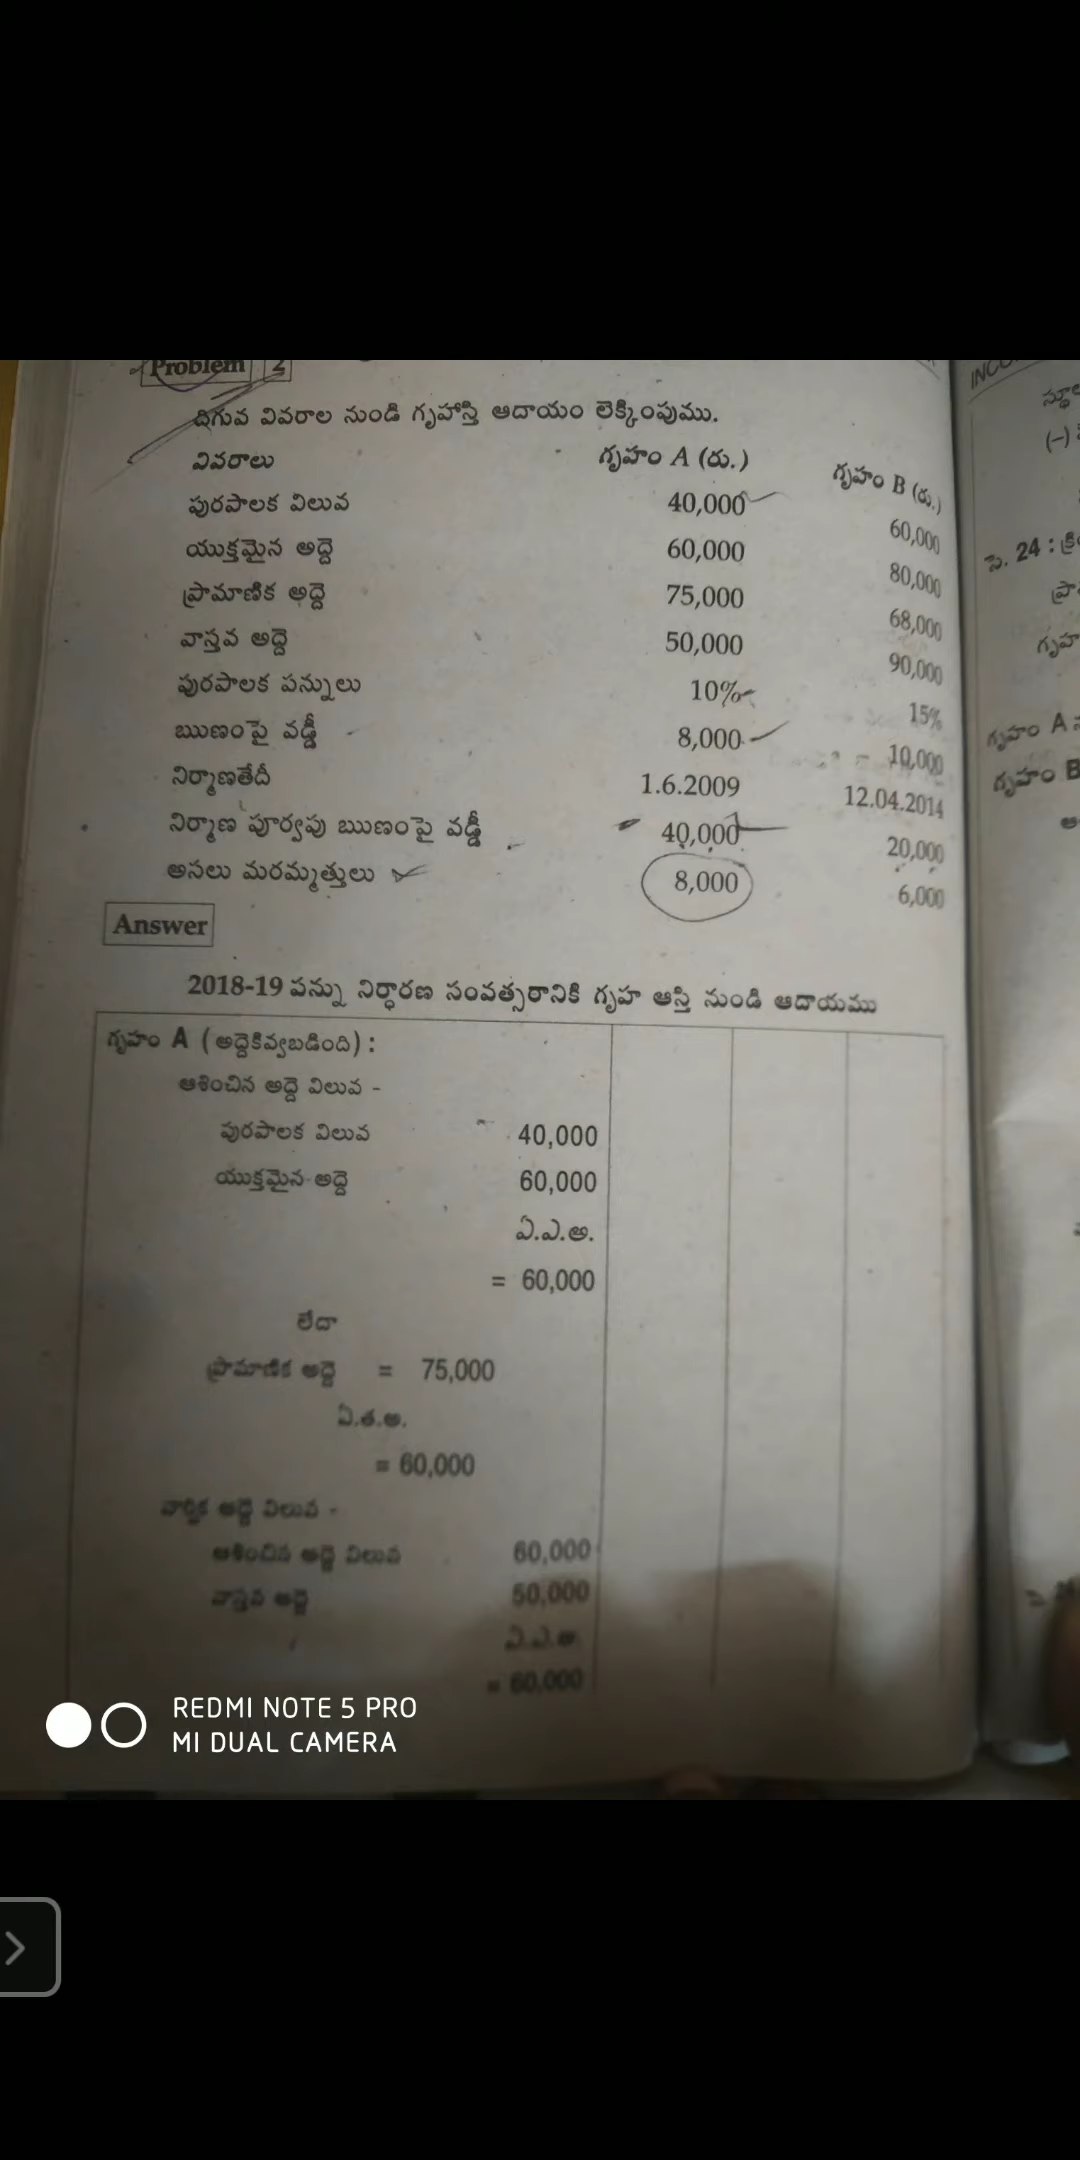 Problem 2
దిగువ వివరాల నుండి గృహాస్తి ఆదాయం లెక్కింపుము.
వివరాలు గృహం A (రు.) గృహం B (రు.)
పురపాలక విలువ 40,000 60,000
యుక్తమైన అద్దె 60,000 80,000
ప్రామాణిక అద్దె 75,000 68,000
వాస్తవ అద్దె 50,000 90,000
పురపాలక పన్నులు 10% 15%
ఋణంపై వడ్డీ 8,000 10,000
నిర్మాణతేదీ 1.6.2009 12.04.2014
నిర్మాణ పూర్వపు ఋణంపై వడ్డీ 40,000 20,000
అసలు మరమ్మత్తులు 8,000 6,000
Answer
2018-19 పన్ను నిర్ధారణ సంవత్సరానికి గృహ ఆస్తి నుండి ఆదాయము
గృహం A (అద్దెకివ్వబడింది) :
ఆశించిన అద్దె విలువ -
పురపాలక విలువ 40,000
యుక్తమైన అద్దె 60,000
ఏ.ఎ.అ.
= 60,000
లేదా
ప్రామాణిక అద్దె = 75,000
ఏ.త.అ.
= 60,000
వార్షిక అద్దె విలువ -
ఆశించిన అద్దె విలువ 60,000
వాస్తవ అద్దె 50,000
ఏ.ఎ.అ.
= 60,000
(-)
సె. 24 :
గృహ
గృహం A =
గృహం B
REDMI NOTE 5 PRO
MI DUAL CAMERA